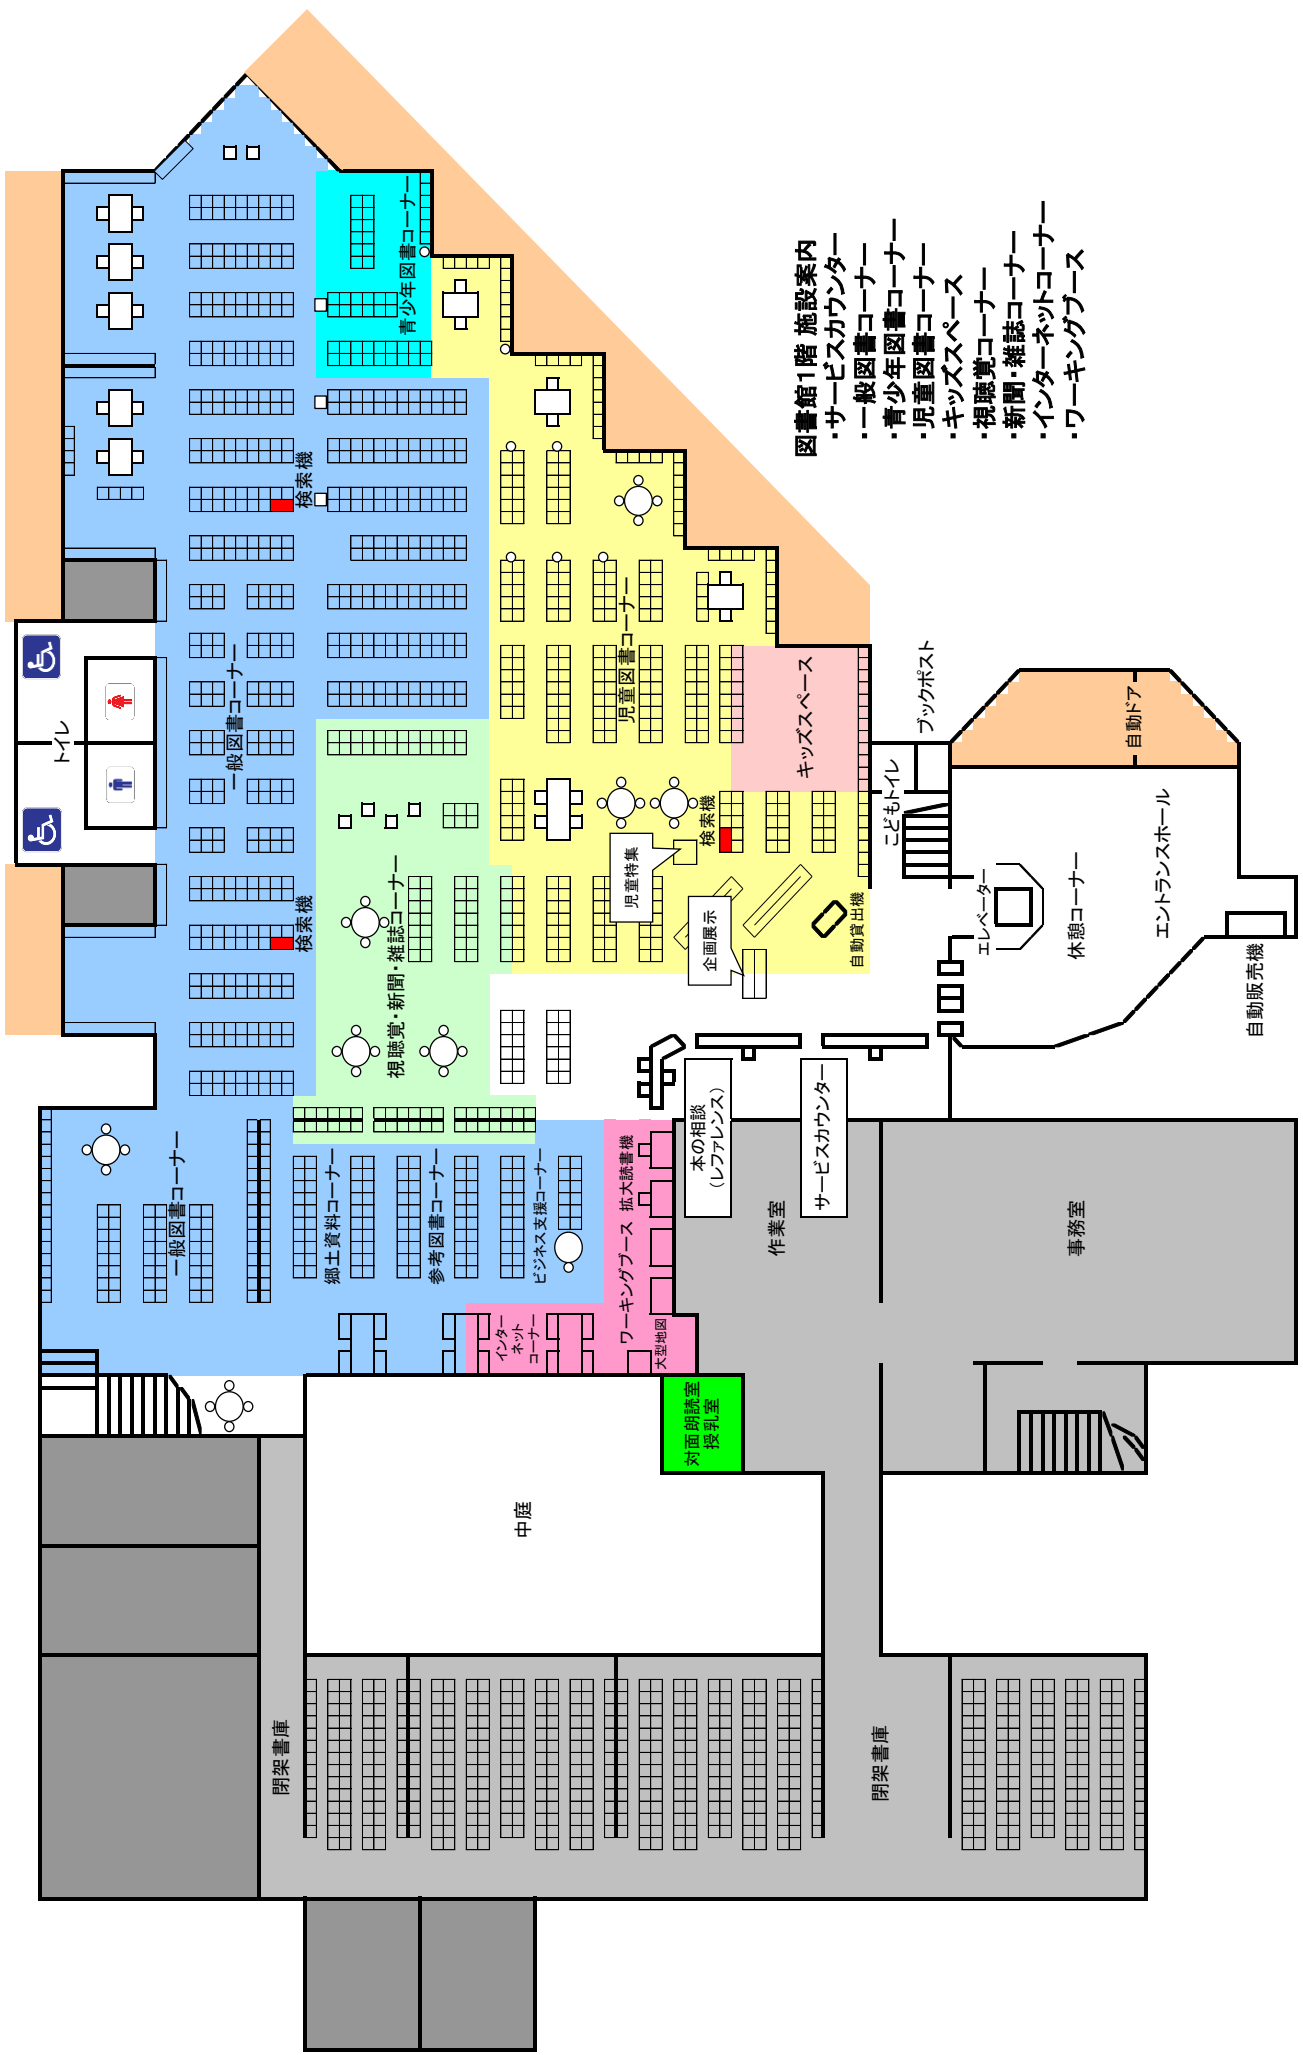 図書館1階 施設案内
・サービスカウンター
・一般図書コーナー
・青少年図書コーナー
・児童図書コーナー
・キッズスペース
・視聴覚コーナー
・新聞・雑誌コーナー
・インターネットコーナー
・ワーキングブース
トイレ
一般図書コーナー
検索機
検索機
青少年図書コーナー
児童図書コーナー
キッズスペース
検索機
児童特集
企画展示
自動貸出機
こどもトイレ
ブックポスト
自動ドア
エントランスホール
休憩コーナー
エレベーター
自動販売機
視聴覚・新聞・雑誌コーナー
一般図書コーナー
郷土資料コーナー
参考図書コーナー
ビジネス支援コーナー
ワーキングブース 拡大読書機
インター
ネット
コーナー
大型地図
本の相談
(レファレンス)
サービスカウンター
作業室
事務室
対面朗読室
授乳室
中庭
閉架書庫
閉架書庫